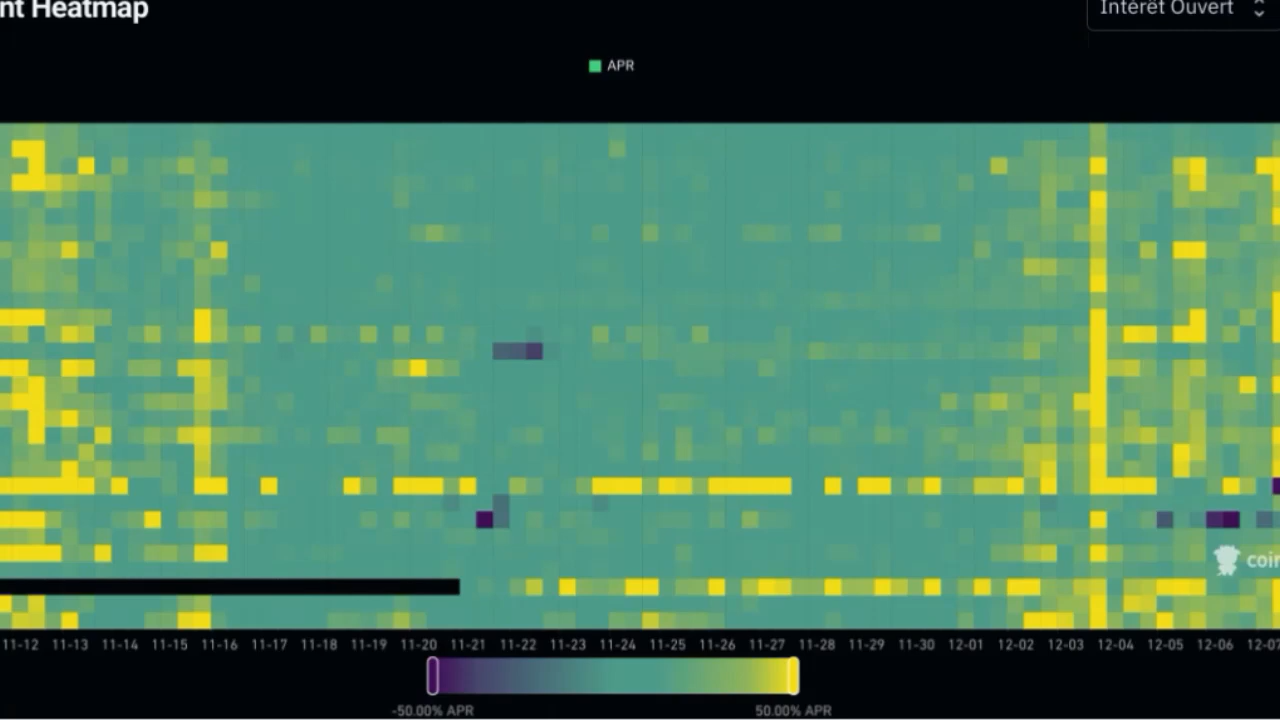 nt Heatmap
Intérêt Ouvert
APR
11-12 11-13 11-14 11-15 11-16 11-17 11-18 11-19 11-20 11-21 11-22 11-23 11-24 11-25 11-26 11-27 11-28 11-29 11-30 12-01 12-02 12-03 12-04 12-05 12-06 12-07
coin
-50.00% APR 50.00% APR